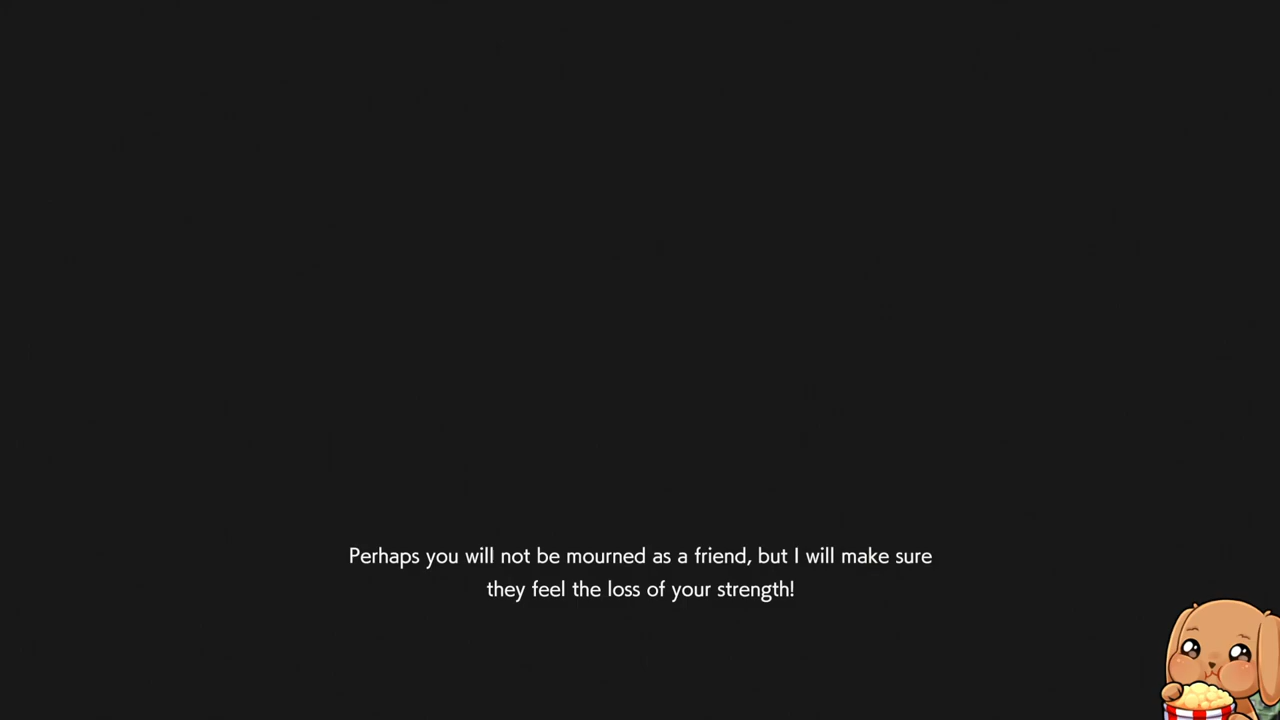 Perhaps you will not be mourned as a friend, but I will make sure
they feel the loss of your strength!